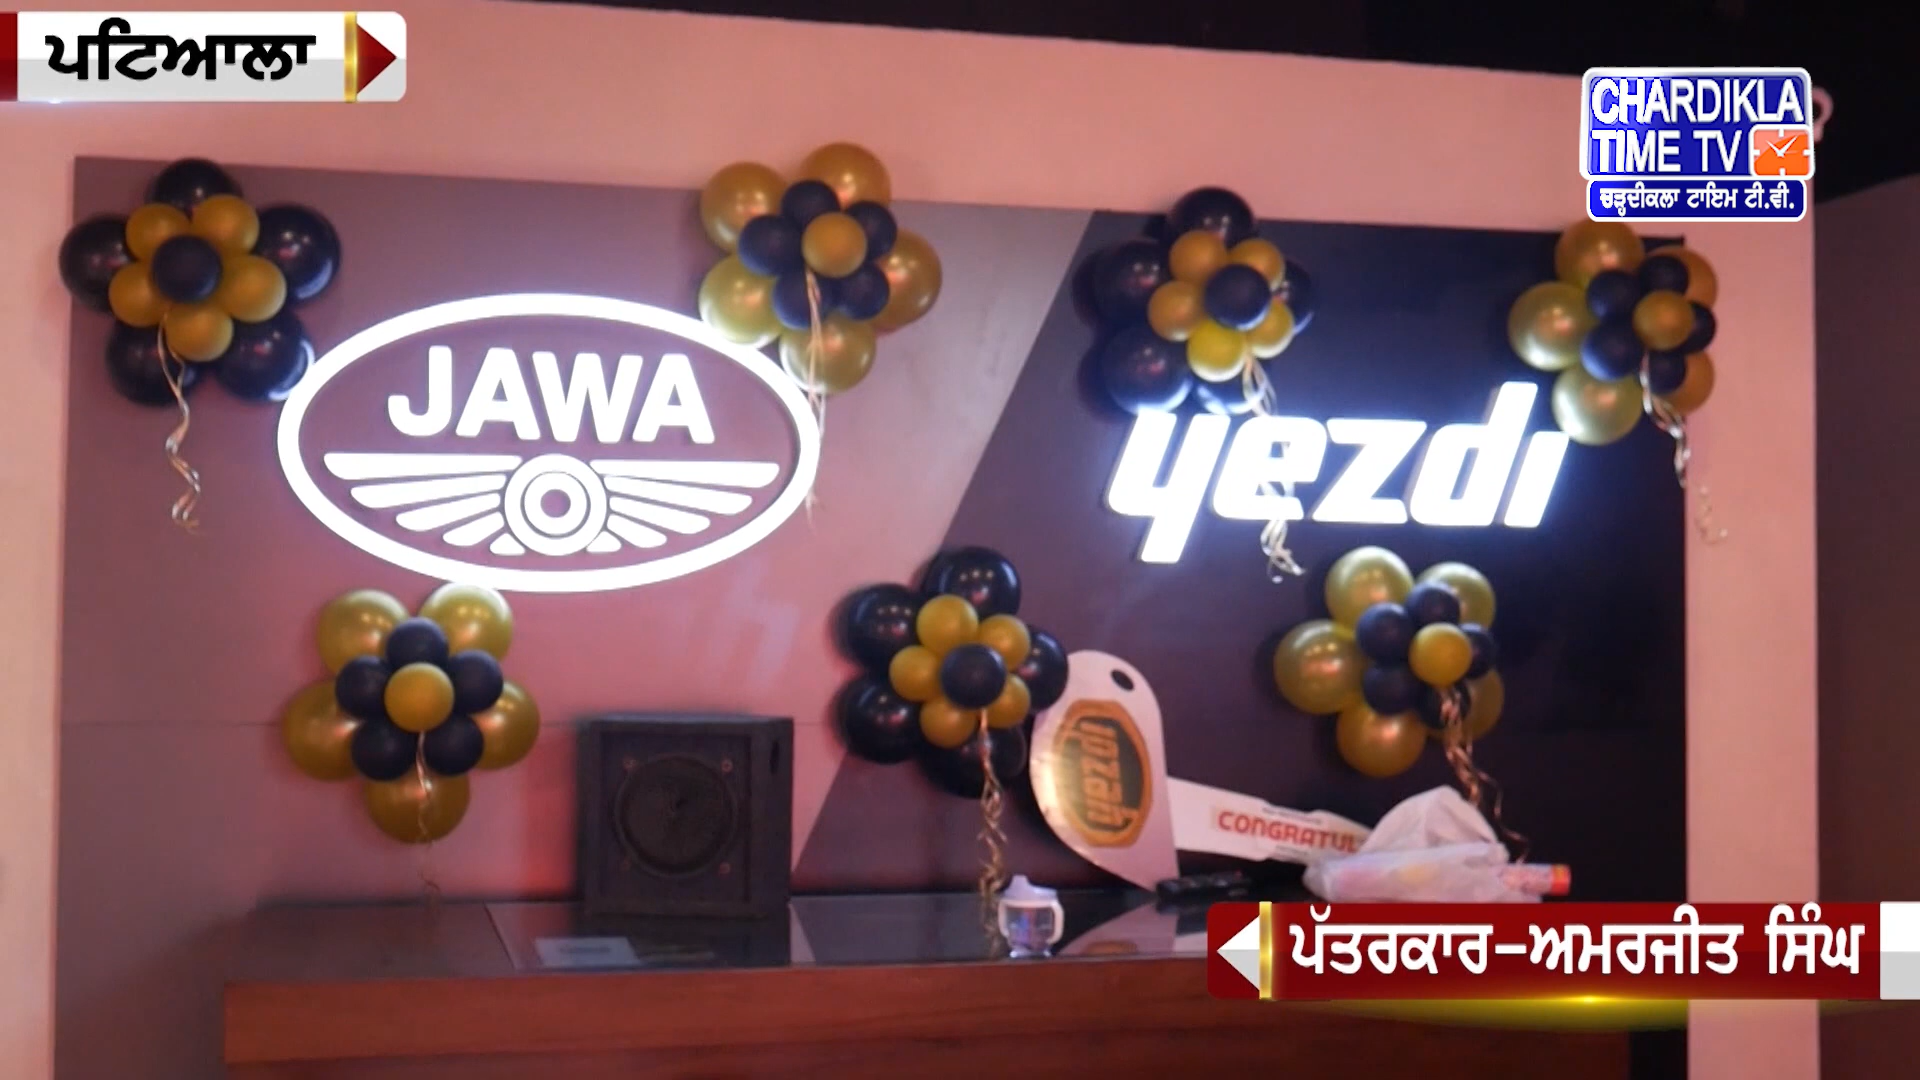 ਪਟਿਆਲਾ
CHARDIKLA
TIME TV
ਚੜ੍ਹਦੀਕਲਾ ਟਾਇਮ ਟੀ.ਵੀ.
JAWA
yezdi
yezdi
CONGRATUL
ਪੱਤਰਕਾਰ-ਅਮਰਜੀਤ ਸਿੰਘ